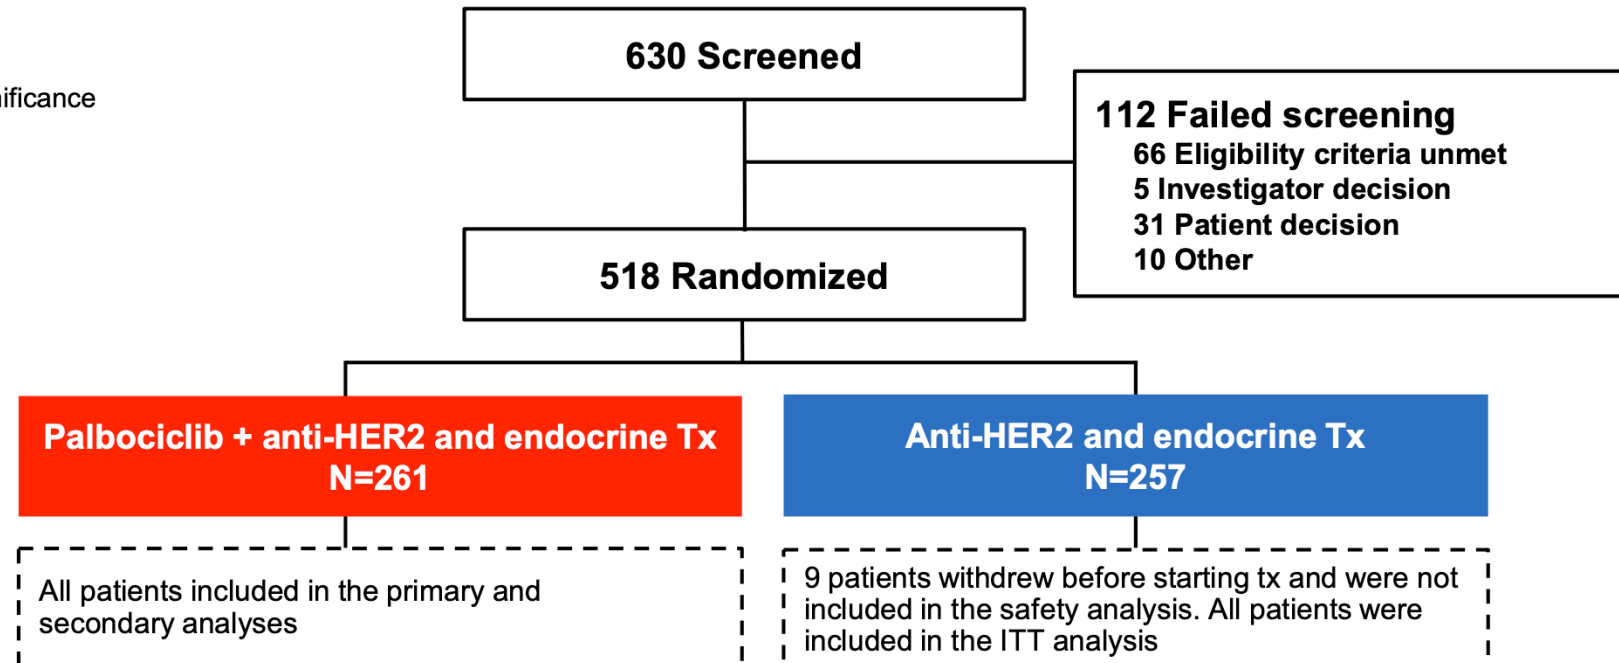 630 Screened
nificance
112 Failed screening
66 Eligibility criteria unmet
5 Investigator decision
31 Patient decision
10 Other
518 Randomized
Palbociclib + anti-HER2 and endocrine Tx
N=261
Anti-HER2 and endocrine Tx
N=257
All patients included in the primary and
secondary analyses
9 patients withdrew before starting tx and were not
included in the safety analysis. All patients were
included in the ITT analysis